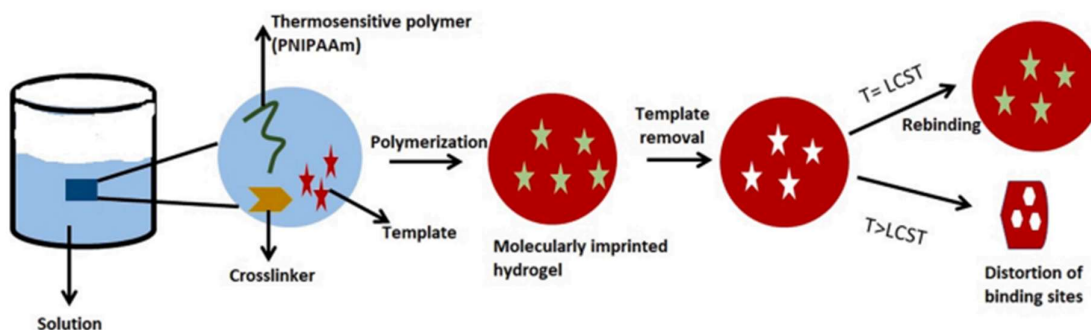 Thermosensitive polymer
(PNIPAAm)
Polymerization
Template
removal
T= LCST
Rebinding
Template
Crosslinker
Solution
Molecularly imprinted
hydrogel
T>LCST
Distortion of
binding sites